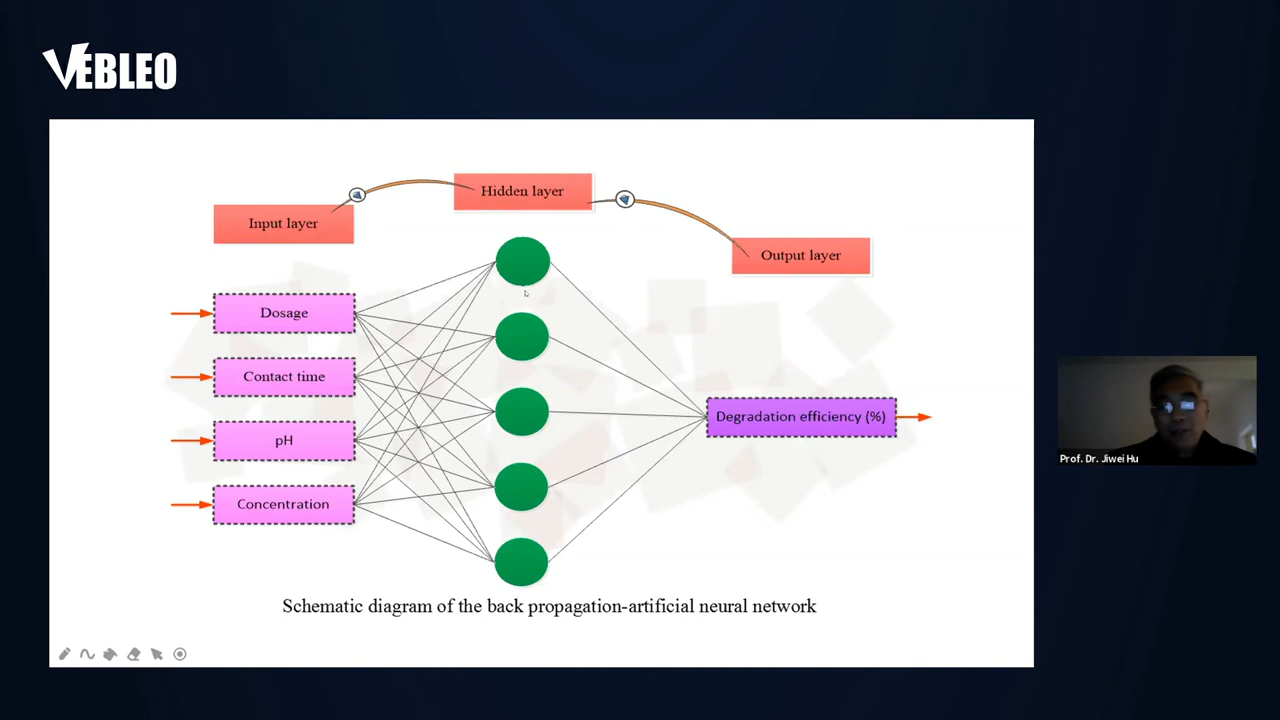 VEBLEO
Hidden layer
Input layer
Output layer
Dosage
Contact time
pH
Concentration
Degradation efficiency (%)
Schematic diagram of the back propagation-artificial neural network
Prof. Dr. Jiwei Hu